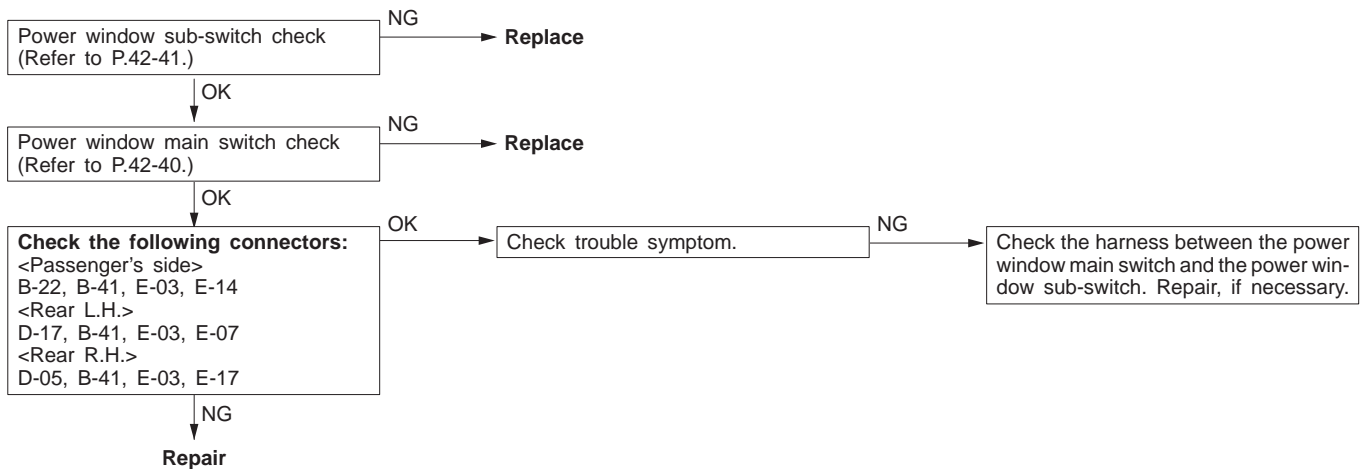 Power window sub-switch check
(Refer to P.42-41.)
NG
Replace
OK
Power window main switch check
(Refer to P.42-40.)
NG
Replace
OK
Check the following connectors:
<Passenger's side>
B-22, B-41, E-03, E-14
<Rear L.H.>
D-17, B-41, E-03, E-07
<Rear R.H.>
D-05, B-41, E-03, E-17
OK
Check trouble symptom.
NG
Check the harness between the power
window main switch and the power win-
dow sub-switch. Repair, if necessary.
NG
Repair